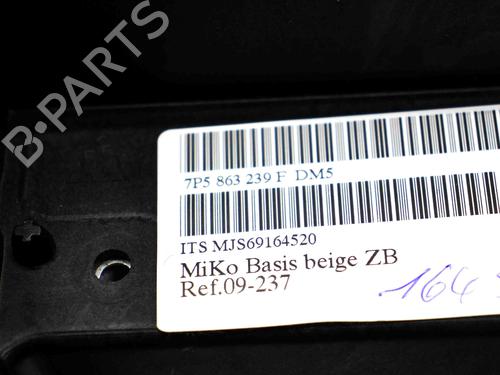 B-PARTS
7P5 863 239 F DM5
ITS MJS69164520
MiKo Basis beige ZB
Ref.09-237